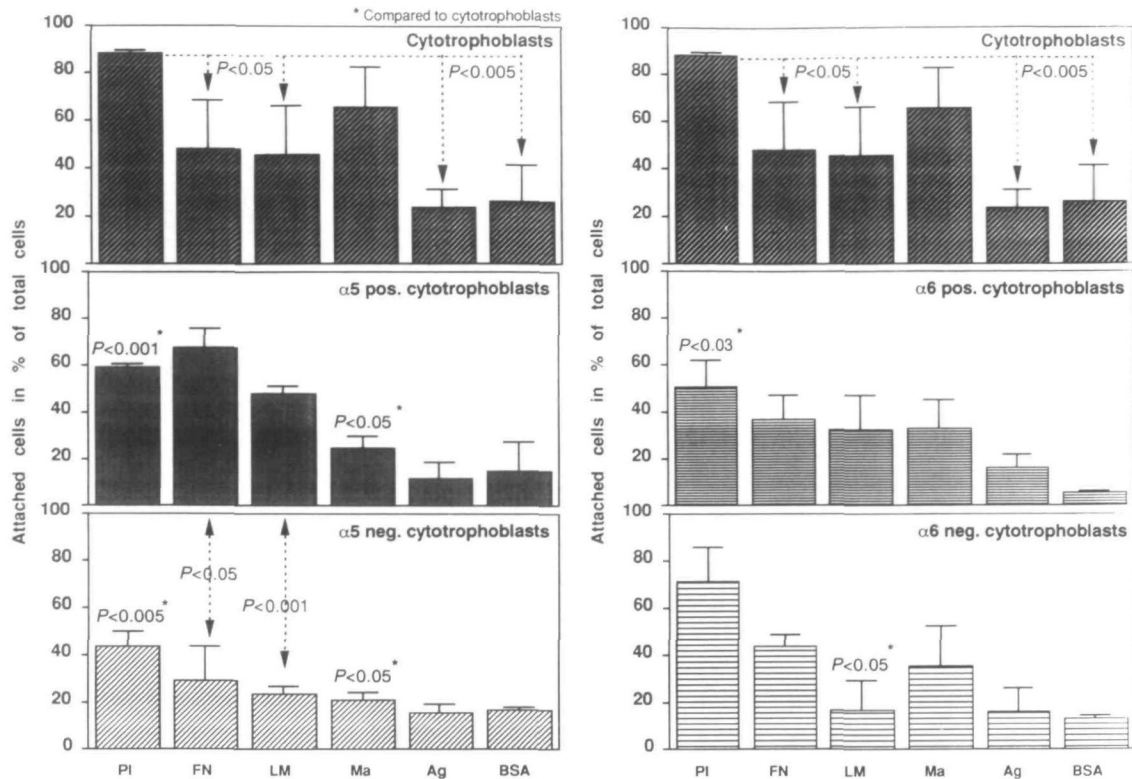 * Compared to cytotrophoblasts
Attached cells in % of total cells
100
80
60
40
20
Cytotrophoblasts
P<0.05
P<0.005
100
80
60
40
20
α5 pos. cytotrophoblasts
P<0.001*
P<0.05*
100
80
60
40
20
0
α5 neg. cytotrophoblasts
P<0.05
P<0.001
P<0.005*
P<0.05*
Pl FN LM Ma Ag BSA
Attached cells in % of total cells
100
80
60
40
20
Cytotrophoblasts
P<0.05
P<0.005
100
80
60
40
20
α6 pos. cytotrophoblasts
P<0.03*
100
80
60
40
20
0
α6 neg. cytotrophoblasts
P<0.05*
Pl FN LM Ma Ag BSA